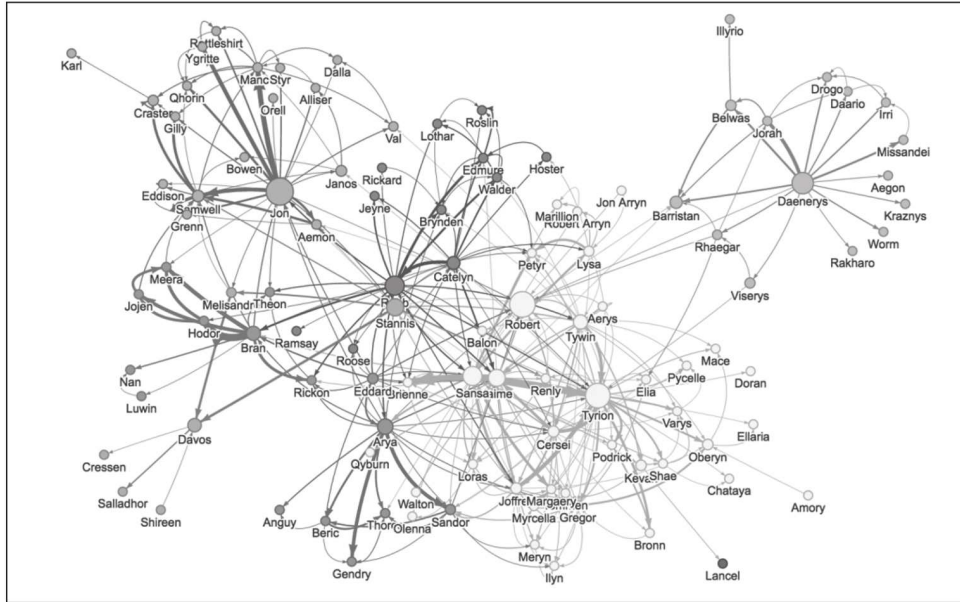 Illyrio
Rattleshirt
Ygritte
Karl
Styr
Dalla
Drogo
Daario
Qhorin
Alliser
Orell
Irri
Craster
Gilly
Belwas
Roslin
Lothar
Val
Jorah
Missandei
Bowen
Edmure
Hoster
Janos
Rickard
Walder
Daenerys
Aegon
Eddison
Samwell
Jon
Jeyne
Jon Arryn
Kraznys
Grenn
Brynden
Marillion
Robert Arryn
Barristan
Aemon
Worm
Rhaegar
Rakharo
Meera
Catelyn
Petyr
Lysa
Viserys
Jojen
Theon
Stannis
Robert
Aerys
Hodor
Bran
Ramsay
Balon
Tywin
Roose
Mace
Nan
Pycelle
Doran
Rickon
Eddard
Sansa
Renly
Elia
Luwin
Tyrion
Varys
Davos
Arya
Cersei
Ellaria
Podrick
Oberyn
Cressen
Qyburn
Loras
Shae
Chataya
Salladhor
Walton
Margaery
Amory
Shireen
Anguy
Beric
Olenna
Sandor
Myrcella
Gregor
Bronn
Meryn
Gendry
Ilyn
Lancel